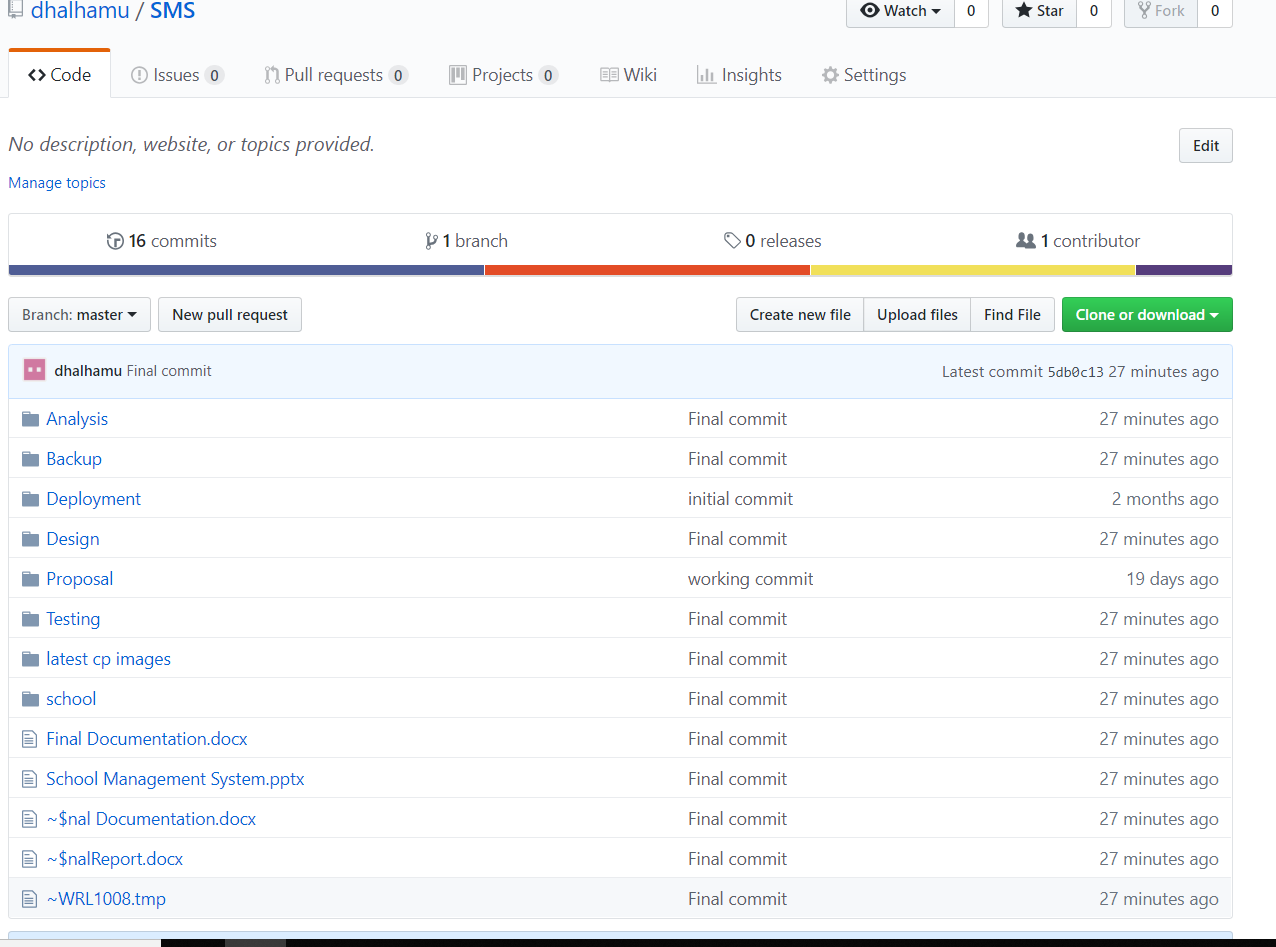 dhalhamu / SMS Watch 0 Star 0 Fork 0
Code Issues 0 Pull requests 0 Projects 0 Wiki Insights Settings
No description, website, or topics provided. Edit
Manage topics
16 commits 1 branch 0 releases 1 contributor
Branch: master New pull request Create new file Upload files Find File Clone or download
dhalhamu Final commit Latest commit 5db0c13 27 minutes ago
Analysis Final commit 27 minutes ago
Backup Final commit 27 minutes ago
Deployment initial commit 2 months ago
Design Final commit 27 minutes ago
Proposal working commit 19 days ago
Testing Final commit 27 minutes ago
latest cp images Final commit 27 minutes ago
school Final commit 27 minutes ago
Final Documentation.docx Final commit 27 minutes ago
School Management System.pptx Final commit 27 minutes ago
~$nal Documentation.docx Final commit 27 minutes ago
~$nalReport.docx Final commit 27 minutes ago
~WRL1008.tmp Final commit 27 minutes ago